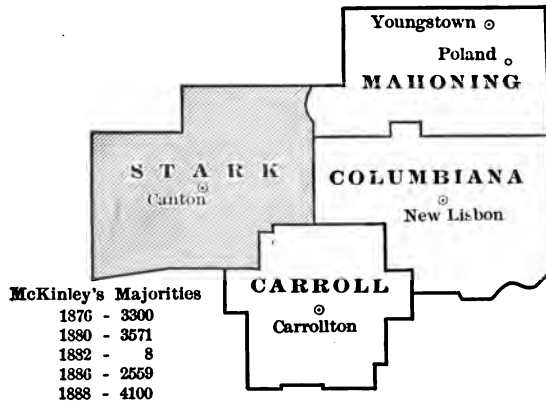 Youngstown
Poland
MAHONING
STARK
Canton
COLUMBIANA
New Lisbon
CARROLL
Carrollton
McKinley's Majorities
1876 - 3300
1880 - 3571
1882 - 8
1886 - 2559
1888 - 4100